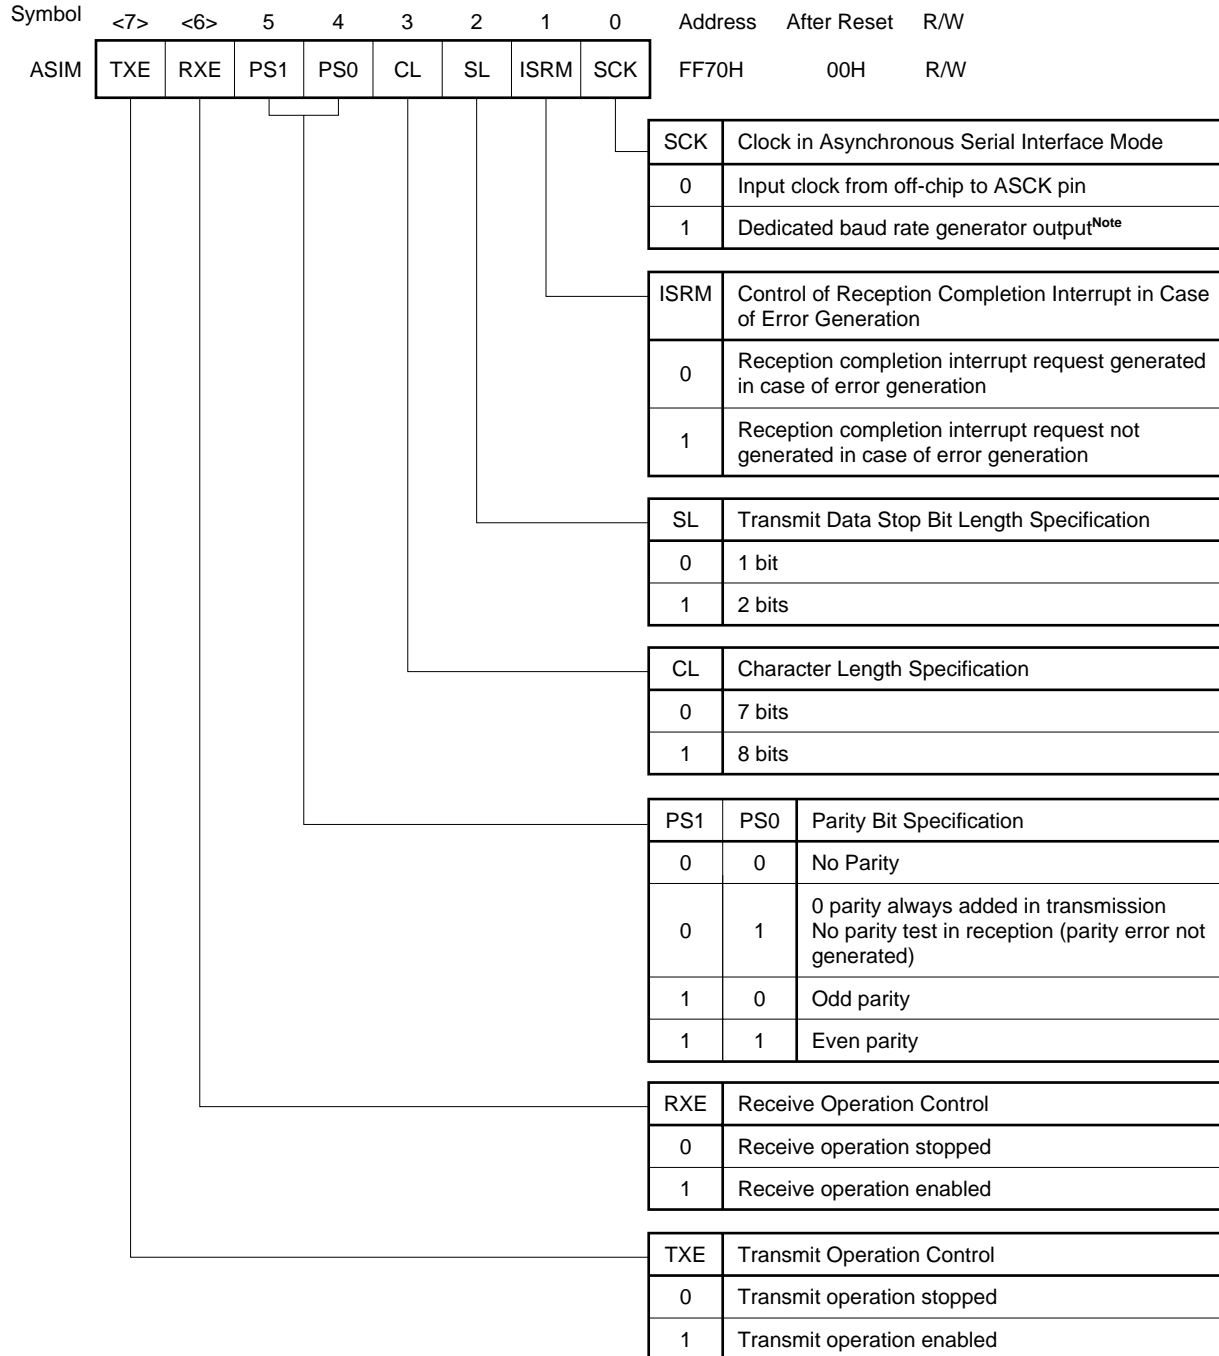 Symbol <7> <6> 5 4 3 2 1 0 Address After Reset R/W
ASIM TXE RXE PS1 PS0 CL SL ISRM SCK FF70H 00H R/W
SCK Clock in Asynchronous Serial Interface Mode
0 Input clock from off-chip to ASCK pin
1 Dedicated baud rate generator outputNote
ISRM Control of Reception Completion Interrupt in Case
of Error Generation
0 Reception completion interrupt request generated
in case of error generation
1 Reception completion interrupt request not
generated in case of error generation
SL Transmit Data Stop Bit Length Specification
0 1 bit
1 2 bits
CL Character Length Specification
0 7 bits
1 8 bits
PS1 PS0 Parity Bit Specification
0 0 No Parity
0 1 0 parity always added in transmission
No parity test in reception (parity error not
generated)
1 0 Odd parity
1 1 Even parity
RXE Receive Operation Control
0 Receive operation stopped
1 Receive operation enabled
TXE Transmit Operation Control
0 Transmit operation stopped
1 Transmit operation enabled